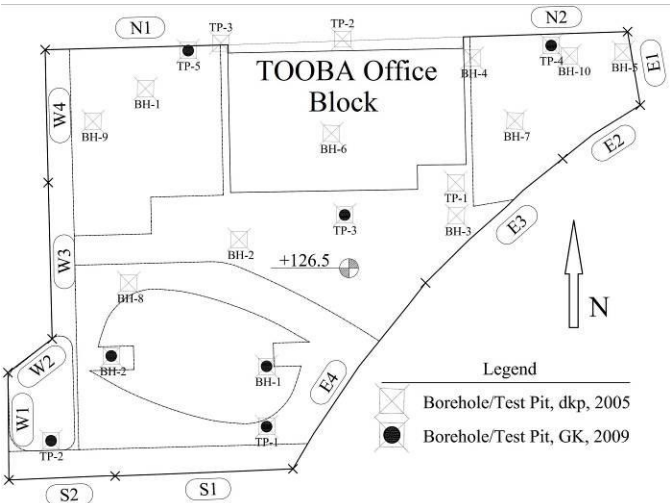 N1
TP-3
TP-2
N2
TP-5
BH-4
TP-4
BH-10
BH-5
E1
TOOBA Office
Block
W4
BH-1
BH-9
BH-6
BH-7
E2
TP-1
TP-3
BH-3
E3
W3
BH-2
+126.5
BH-8
N
W2
BH-2
BH-1
E4
Legend
Borehole/Test Pit, dkp, 2005
Borehole/Test Pit, GK, 2009
W1
TP-2
TP-1
S2
S1